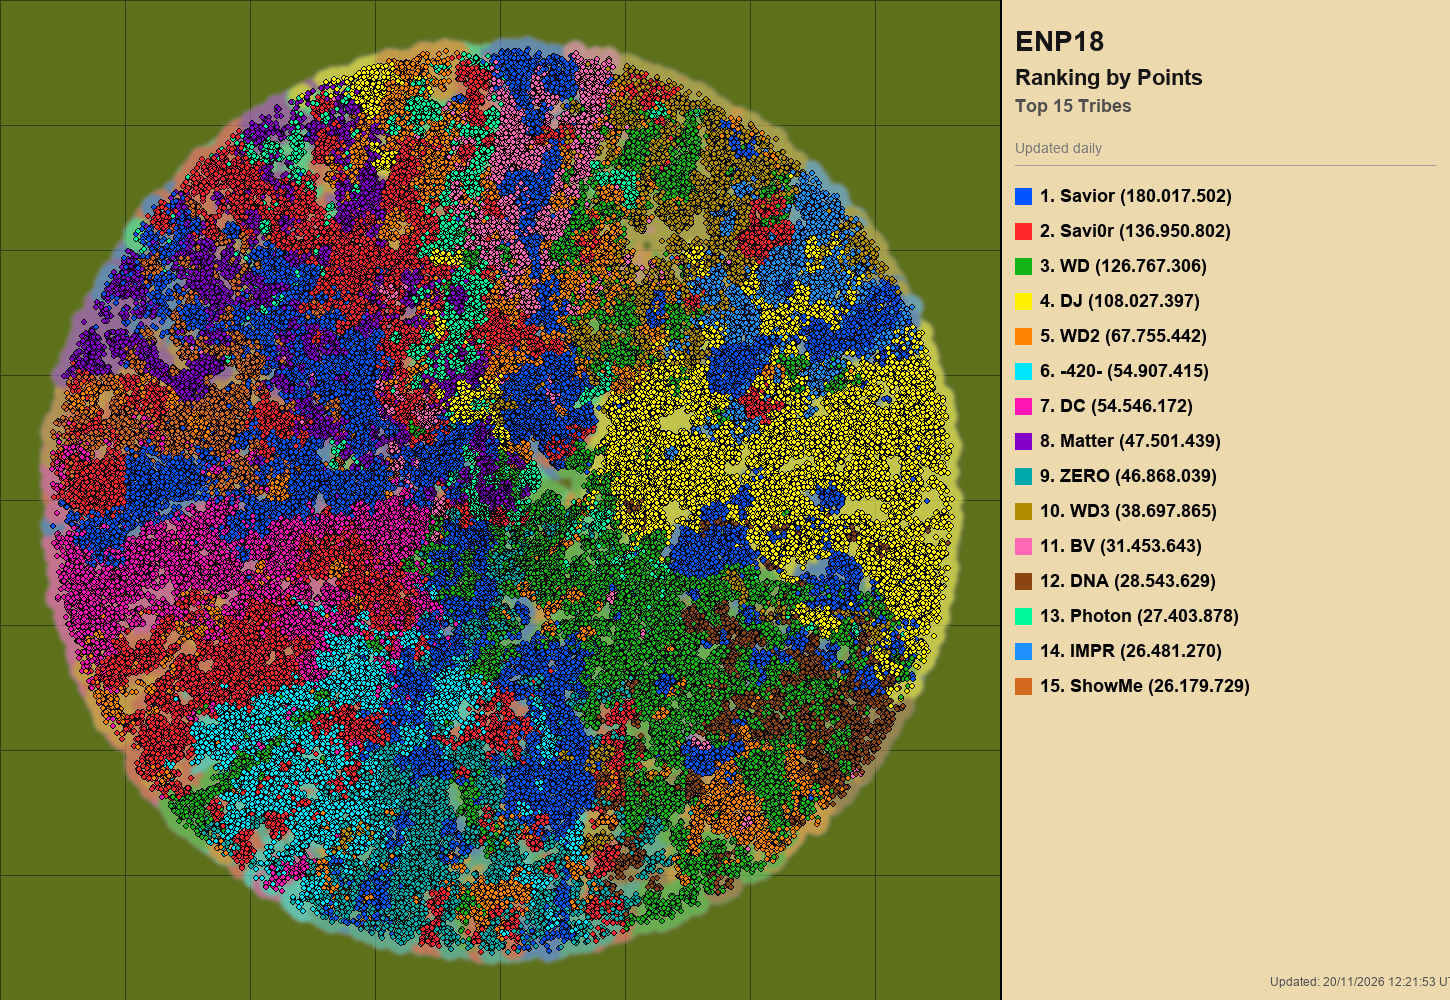 ENP18
Ranking by Points
Top 15 Tribes
Updated daily
1. Savior (180.017.502)
2. Savi0r (136.950.802)
3. WD (126.767.306)
4. DJ (108.027.397)
5. WD2 (67.755.442)
6. -420- (54.907.415)
7. DC (54.546.172)
8. Matter (47.501.439)
9. ZERO (46.868.039)
10. WD3 (38.697.865)
11. BV (31.453.643)
12. DNA (28.543.629)
13. Photon (27.403.878)
14. IMPR (26.481.270)
15. ShowMe (26.179.729)
Updated: 20/11/2026 12:21:53